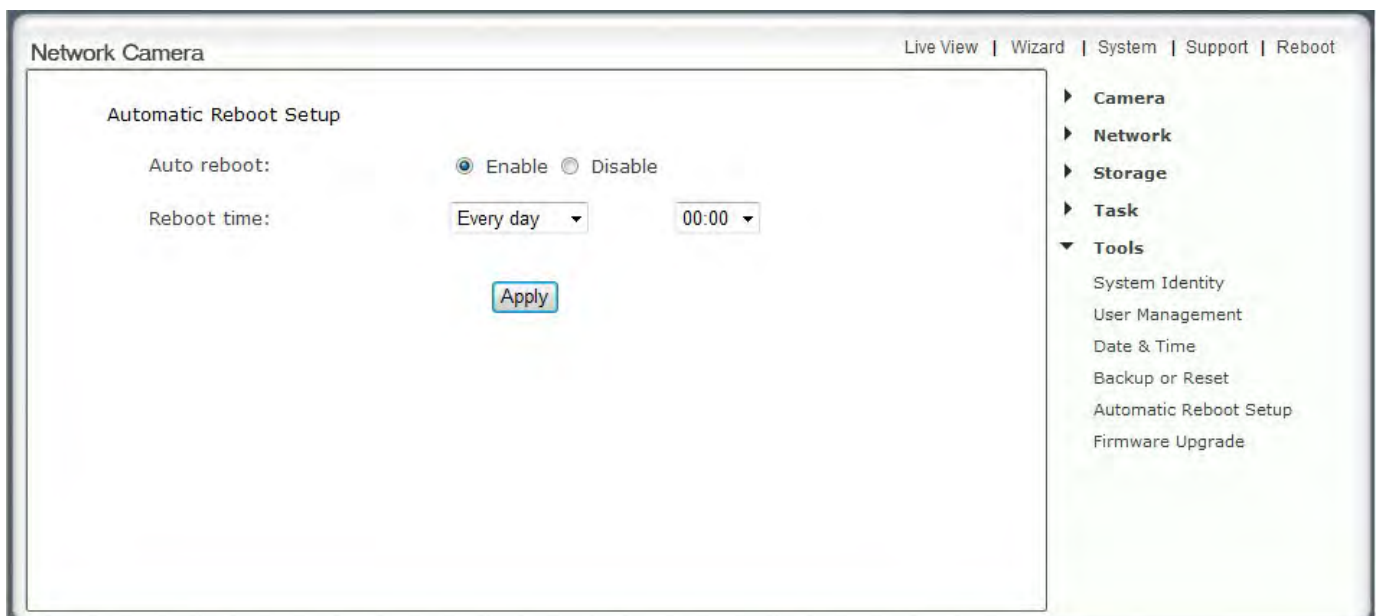 Network Camera
Live View | Wizard | System | Support | Reboot
Automatic Reboot Setup
Auto reboot: Enable Disable
Reboot time: Every day 00:00
Apply
Camera
Network
Storage
Task
Tools
System Identity
User Management
Date & Time
Backup or Reset
Automatic Reboot Setup
Firmware Upgrade